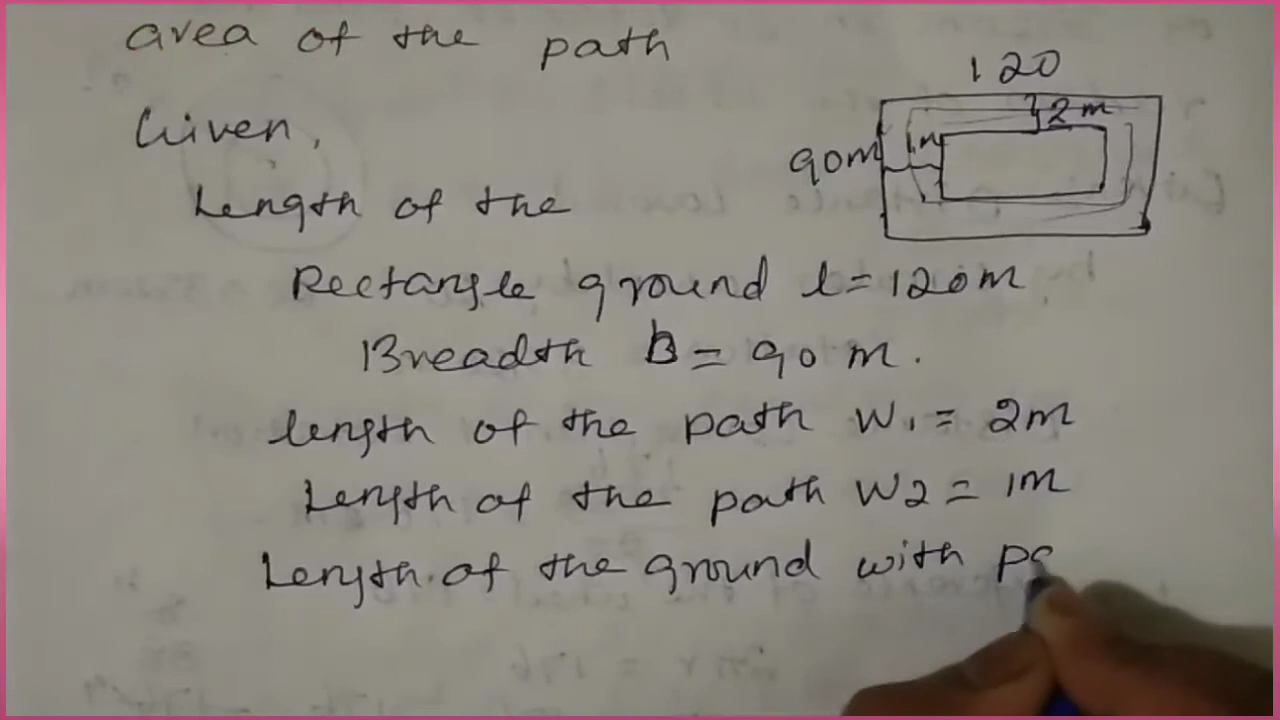 area of the path
120
2m
90m
1m
Given,
Length of the
Rectangle ground l=120m
Breadth B = 90 m.
length of the path W1 = 2m
Length of the path W2 = 1m
Length of the ground with pa